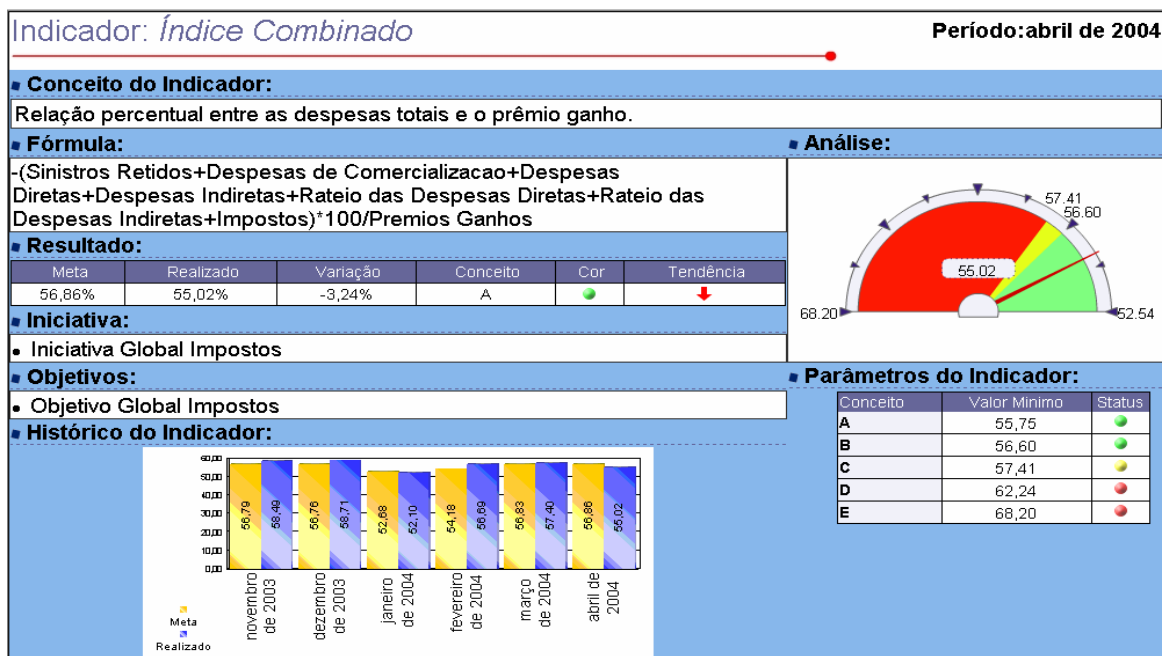 Indicador: Índice Combinado
Período:abril de 2004
Conceito do Indicador:
Relação percentual entre as despesas totais e o prêmio ganho.
Fórmula:
-(Sinistros Retidos+Despesas de Comercializacao+Despesas
Diretas+Despesas Indiretas+Rateio das Despesas Diretas+Rateio das
Despesas Indiretas+Impostos)*100/Premios Ganhos
Resultado:
Meta Realizado Variação Conceito Cor Tendência
56,86% 55,02% -3,24% A
Iniciativa:
• Iniciativa Global Impostos
Objetivos:
• Objetivo Global Impostos
Histórico do Indicador:
60,00
50,00
40,00
30,00
20,00
10,00
0,00
56,79 58,49 56,76 58,71 52,68 52,10 54,18 56,69 56,83 57,40 56,86 55,02
novembro de 2003
dezembro de 2003
janeiro de 2004
fevereiro de 2004
março de 2004
abril de 2004
Meta
Realizado
Análise:
57.41
56.60
55.02
68.20
52.54
Parâmetros do Indicador:
Conceito Valor Minimo Status
A 55,75
B 56,60
C 57,41
D 62,24
E 68,20